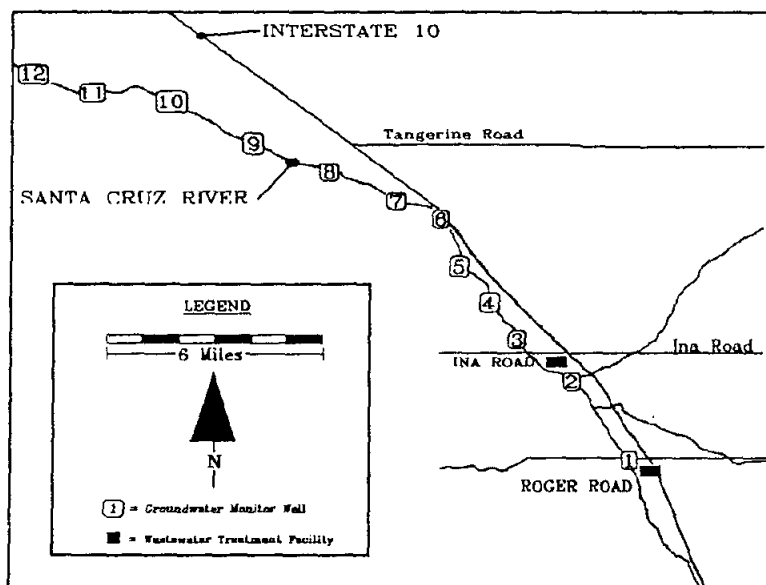 INTERSTATE 10
12
11
10
Tangerine Road
9
8
SANTA CRUZ RIVER
7
6
5
4
3
Ina Road
INA ROAD
2
1
ROGER ROAD
LEGEND
6 Miles
N
1 = Groundwater Monitor Well
= Wastewater Treatment Facility